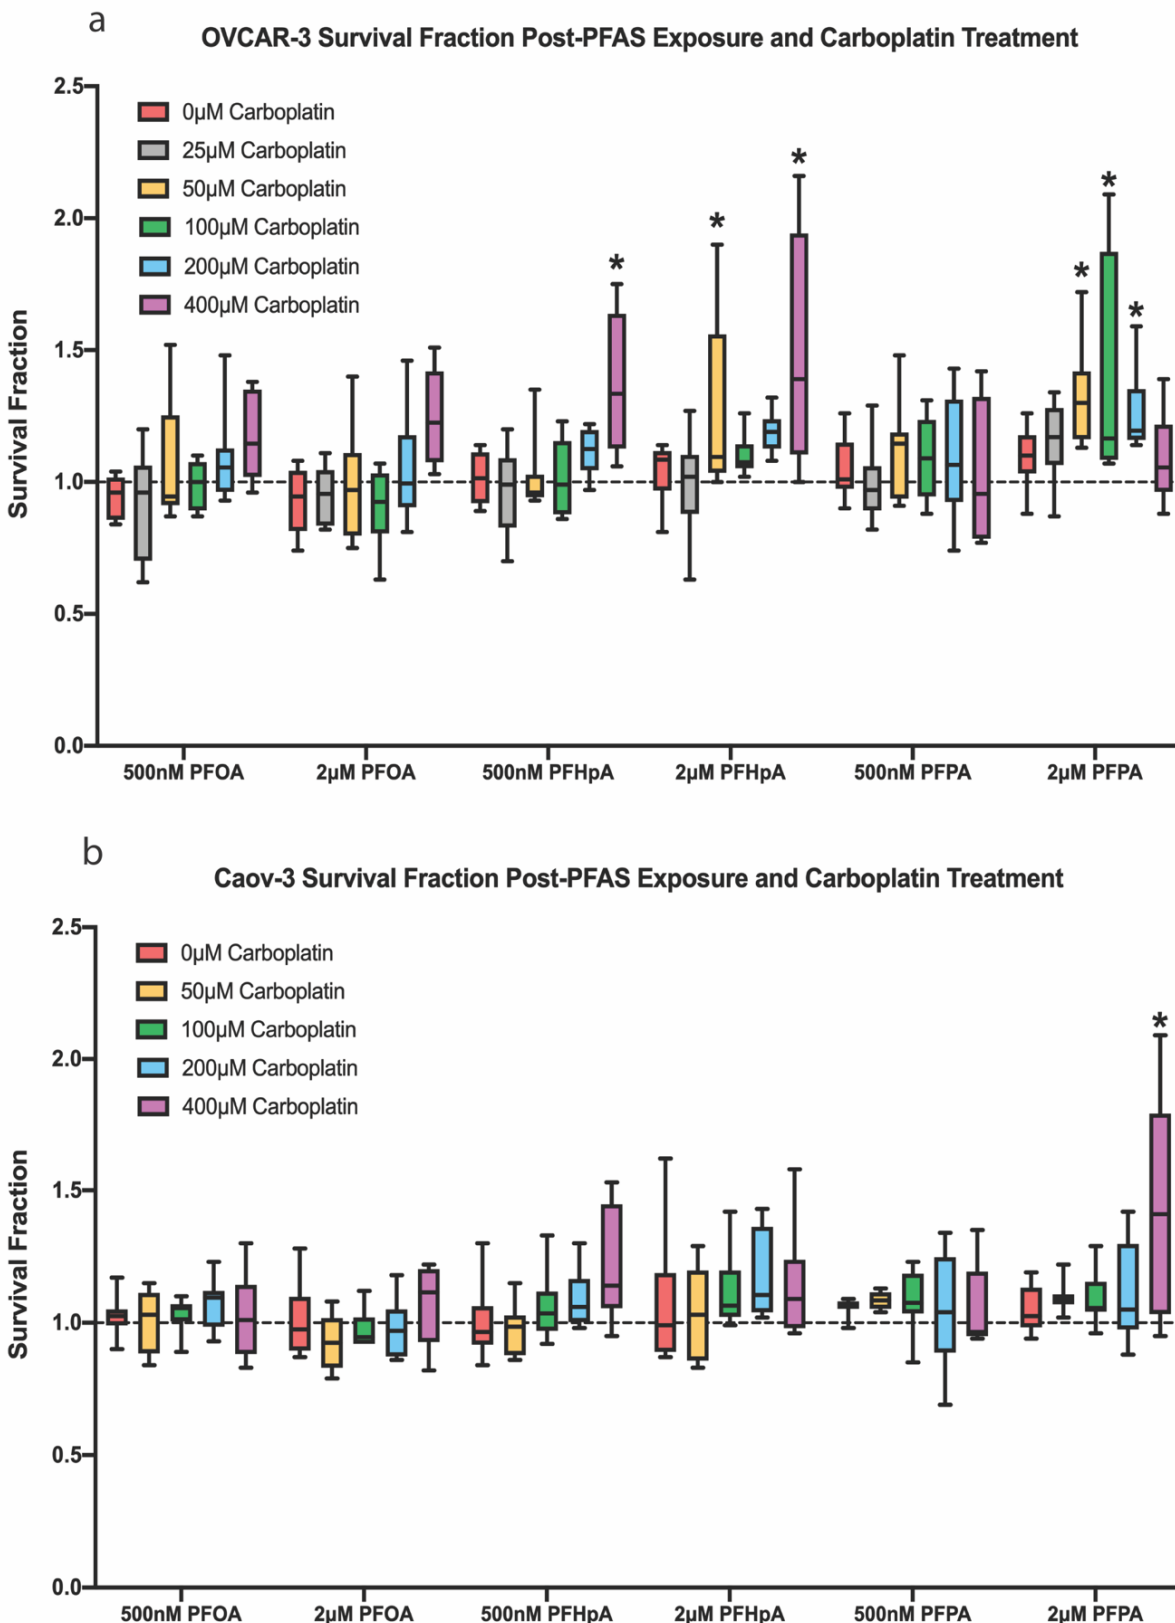 a
OVCAR-3 Survival Fraction Post-PFAS Exposure and Carboplatin Treatment
2.5
2.0
1.5
1.0
0.5
0.0
Survival Fraction
0µM Carboplatin
25µM Carboplatin
50µM Carboplatin
100µM Carboplatin
200µM Carboplatin
400µM Carboplatin
*
*
*
*
*
*
500nM PFOA
2µM PFOA
500nM PFHpA
2µM PFHpA
500nM PFPA
2µM PFPA
b
Caov-3 Survival Fraction Post-PFAS Exposure and Carboplatin Treatment
2.5
2.0
1.5
1.0
0.5
0.0
Survival Fraction
0µM Carboplatin
50µM Carboplatin
100µM Carboplatin
200µM Carboplatin
400µM Carboplatin
*
500nM PFOA
2µM PFOA
500nM PFHpA
2µM PFHpA
500nM PFPA
2µM PFPA